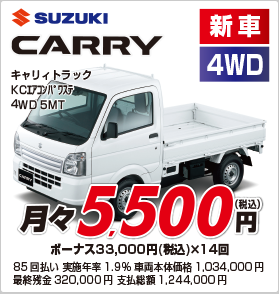 SUZUKI
CARRY
新車
4WD
キャリイトラック
KCｴｱｺﾝ･ﾊﾟﾜｽﾃ
4WD 5MT
月々5,500円(税込)
ボーナス33,000円(税込)×14回
85回払い 実施年率1.9% 車両本体価格1,034,000円
最終残金320,000円 支払総額1,244,000円